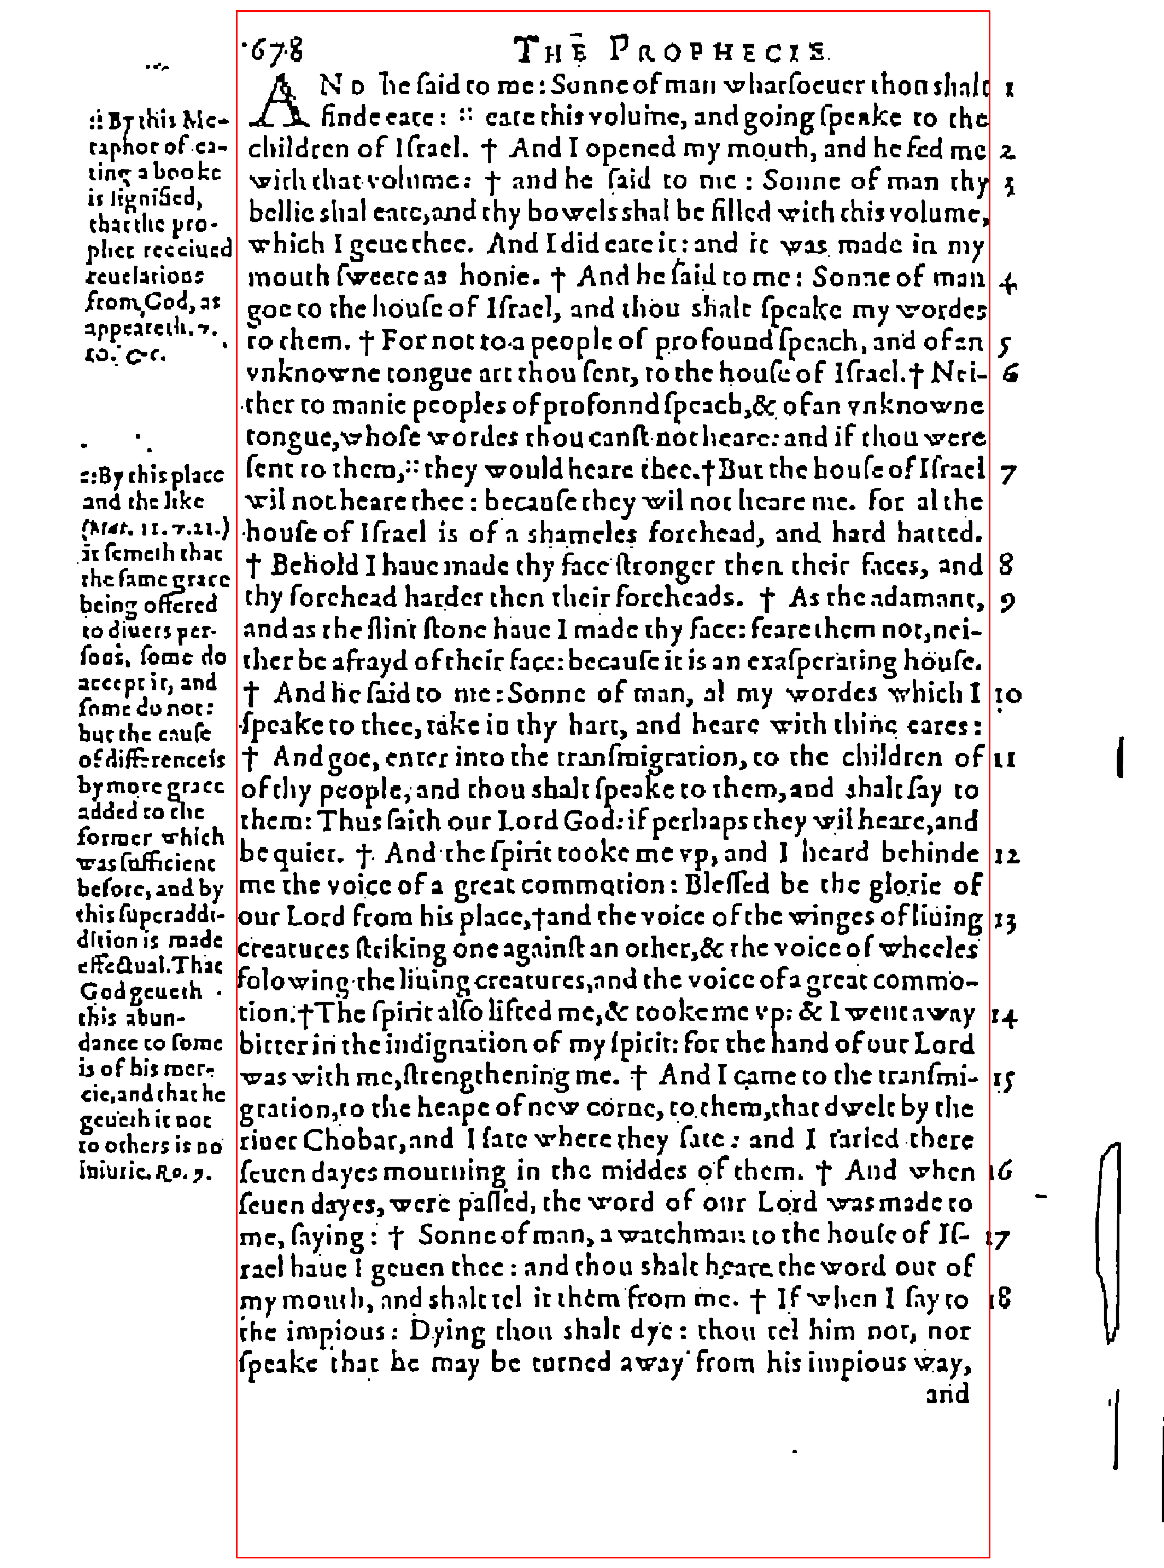 678 THE PROPHECIE.
AND he ſaid to me: Sonne of man whatſoeuer thou shalt 1
finde eate: :: eate this volume, and going ſpeake to the
children of Iſrael. † And I opened my mouth, and he fed me 2
with that volume: † and he ſaid to me: Sonne of man thy 3
bellie shal eate, and thy bowels shal be filled with this volume,
which I geue thee. And I did eate it: and it was made in my
mouth ſweete as honie. † And he ſaid to me: Sonne of man 4
goe to the houſe of Iſrael, and thou shalt ſpeake my wordes
to them. † For not to a people of profound ſpeach, and of an 5
vnknowne tongue art thou ſent, to the houſe of Iſrael. † Nei- 6
ther to manie peoples of profonnd ſpeach, & of an vnknowne
tongue, whoſe wordes thou canſt not heare: and if thou were
ſent to them, :: they would heare thee. † But the houſe of Iſrael 7
wil not heare thee: becauſe they wil not heare me. For al the
houſe of Iſrael is of a shameles forehead, and hard harted.
† Behold I haue made thy face ſtronger then their faces, and 8
thy forehead harder then their foreheads. † As the adamant, 9
and as the flint ſtone haue I made thy face: feare them not, nei-
ther be afrayd of their face: becauſe it is an exaſperating houſe.
† And he ſaid to me: Sonne of man, al my wordes which I 10
ſpeake to thee, take in thy hart, and heare with thine eares:
† And goe, enter into the tranſmigration, to the children of 11
of thy people, and thou shalt ſpeake to them, and shalt ſay to
them: Thus ſaith our Lord God: if perhaps they wil heare, and
be quiet. † And the ſpirit tooke me vp, and I heard behinde 12
me the voice of a great commotion: Bleſſed be the glorie of
our Lord from his place, † and the voice of the winges of liuing 13
creatures ſtriking one againſt an other, & the voice of wheeles
folowing the liuing creatures, and the voice of a great commo-
tion. † The ſpirit alſo lifted me, & tooke me vp: & I went away 14
bitter in the indignation of my ſpirit: for the hand of our Lord
was with me, ſtrengthening me. † And I came to the tranſmi- 15
gration, to the heape of new corne, to them, that dwelt by the
riuer Chobar, and I ſate where they ſate: and I taried there
ſeuen dayes mourning in the middes of them. † And when 16
ſeuen dayes, were paſſed, the word of our Lord was made to
me, ſaying: † Sonne of man, a watchman to the houſe of Iſ- 17
rael haue I geuen thee: and thou shalt heare the word out of
my mouth, and shalt tel it them from me. † If when I ſay to 18
the impious: Dying thou shalt dye: thou tel him not, nor
ſpeake that he may be turned away from his impious way,
and
:: By this Me-
taphor of ea-
ting a booke
is ſignified,
that the pro-
phet receiued
reuelations
from God, as
appeareth. v.
10. &c.
:: By this place
and the like
(Mat. 11. v. 21.)
it ſemeth that
the ſame grace
being offered
to diuers per-
ſons, ſome do
accept it, and
ſome do not:
but the cauſe
of difference is
by more grace
added to the
former which
was ſufficient
before, and by
this ſuperaddi-
dition is made
effectual. That
God geueth
this abun-
dance to ſome
is of his mer-
cie, and that he
geueth it not
to others is no
iniurie. Ro. 9.